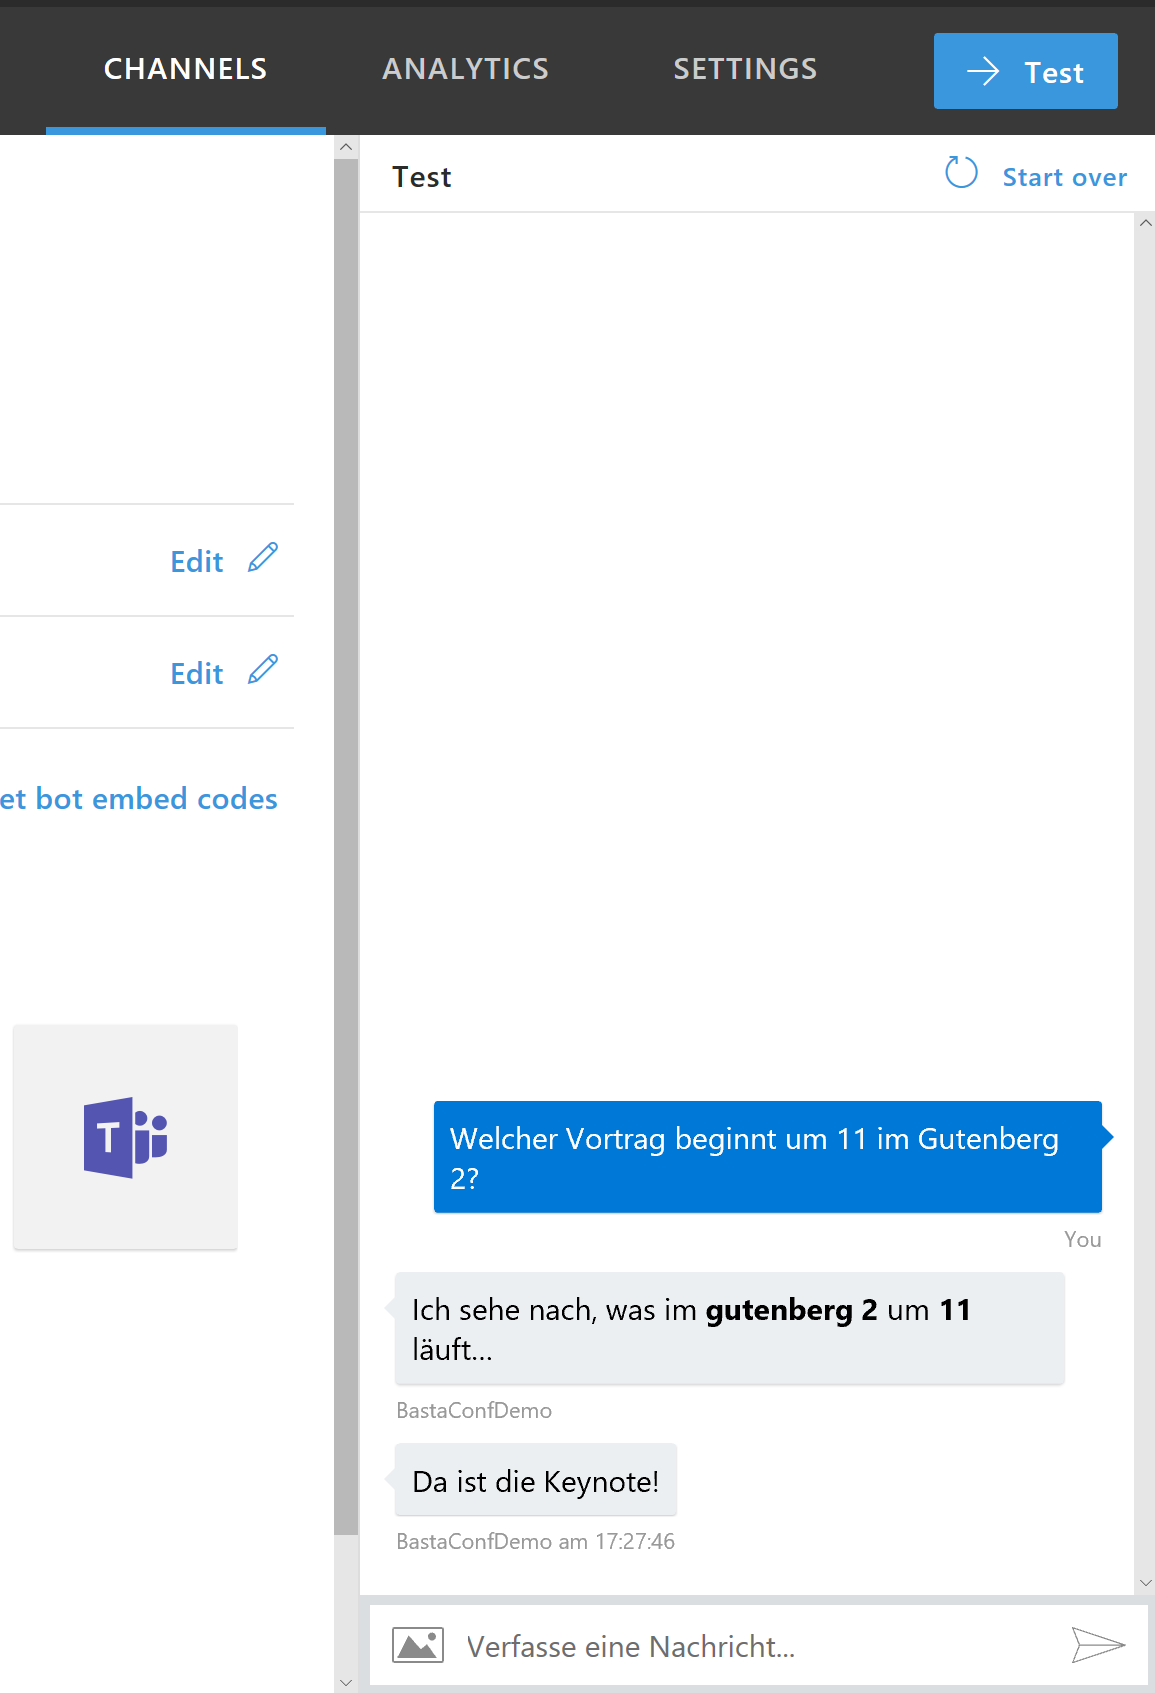 CHANNELS
ANALYTICS
SETTINGS
Test
Test
Start over
Edit
Edit
et bot embed codes
T
Welcher Vortrag beginnt um 11 im Gutenberg
2?
You
Ich sehe nach, was im gutenberg 2 um 11
läuft...
BastaConfDemo
Da ist die Keynote!
BastaConfDemo am 17:27:46
Verfasse eine Nachricht...